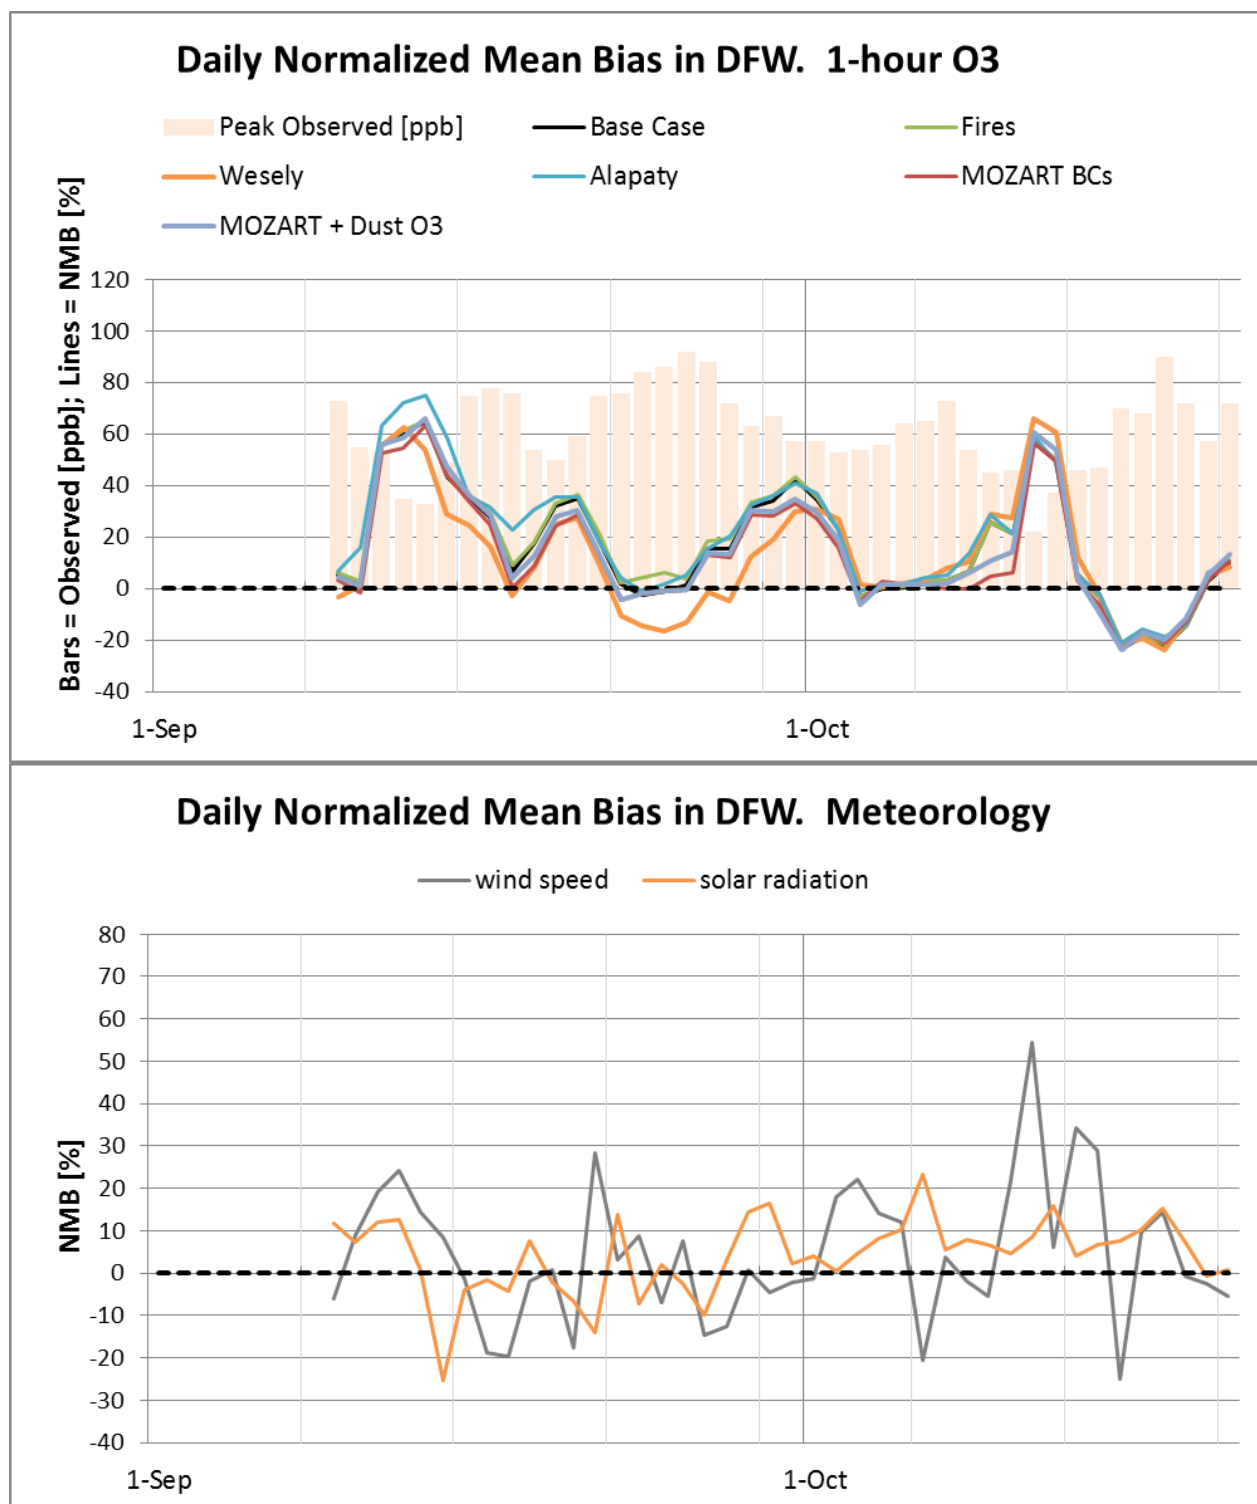 Daily Normalized Mean Bias in DFW.  1-hour O3
Peak Observed [ppb]
Base Case
Fires
Wesely
Alapaty
MOZART BCs
MOZART + Dust O3
Bars = Observed [ppb]; Lines = NMB [%]
120
100
80
60
40
20
0
-20
-40
1-Sep
1-Oct
Daily Normalized Mean Bias in DFW.  Meteorology
wind speed
solar radiation
NMB [%]
80
70
60
50
40
30
20
10
0
-10
-20
-30
-40
1-Sep
1-Oct